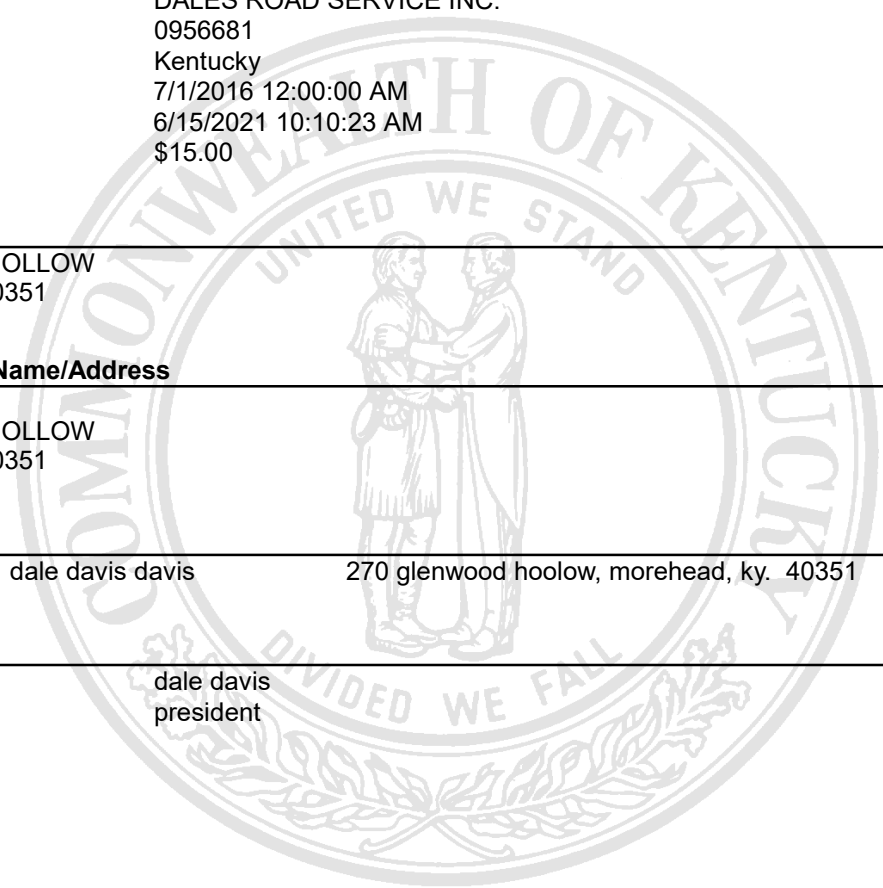 DALES ROAD SERVICE INC.
0956681
Kentucky
7/1/2016 12:00:00 AM
6/15/2021 10:10:23 AM
$15.00
OLLOW
0351
Name/Address
OLLOW
0351
dale davis davis 270 glenwood hoolow, morehead, ky. 40351
dale davis
president
COMMONWEALTH OF KENTUCKY
UNITED WE STAND
DIVIDED WE FALL